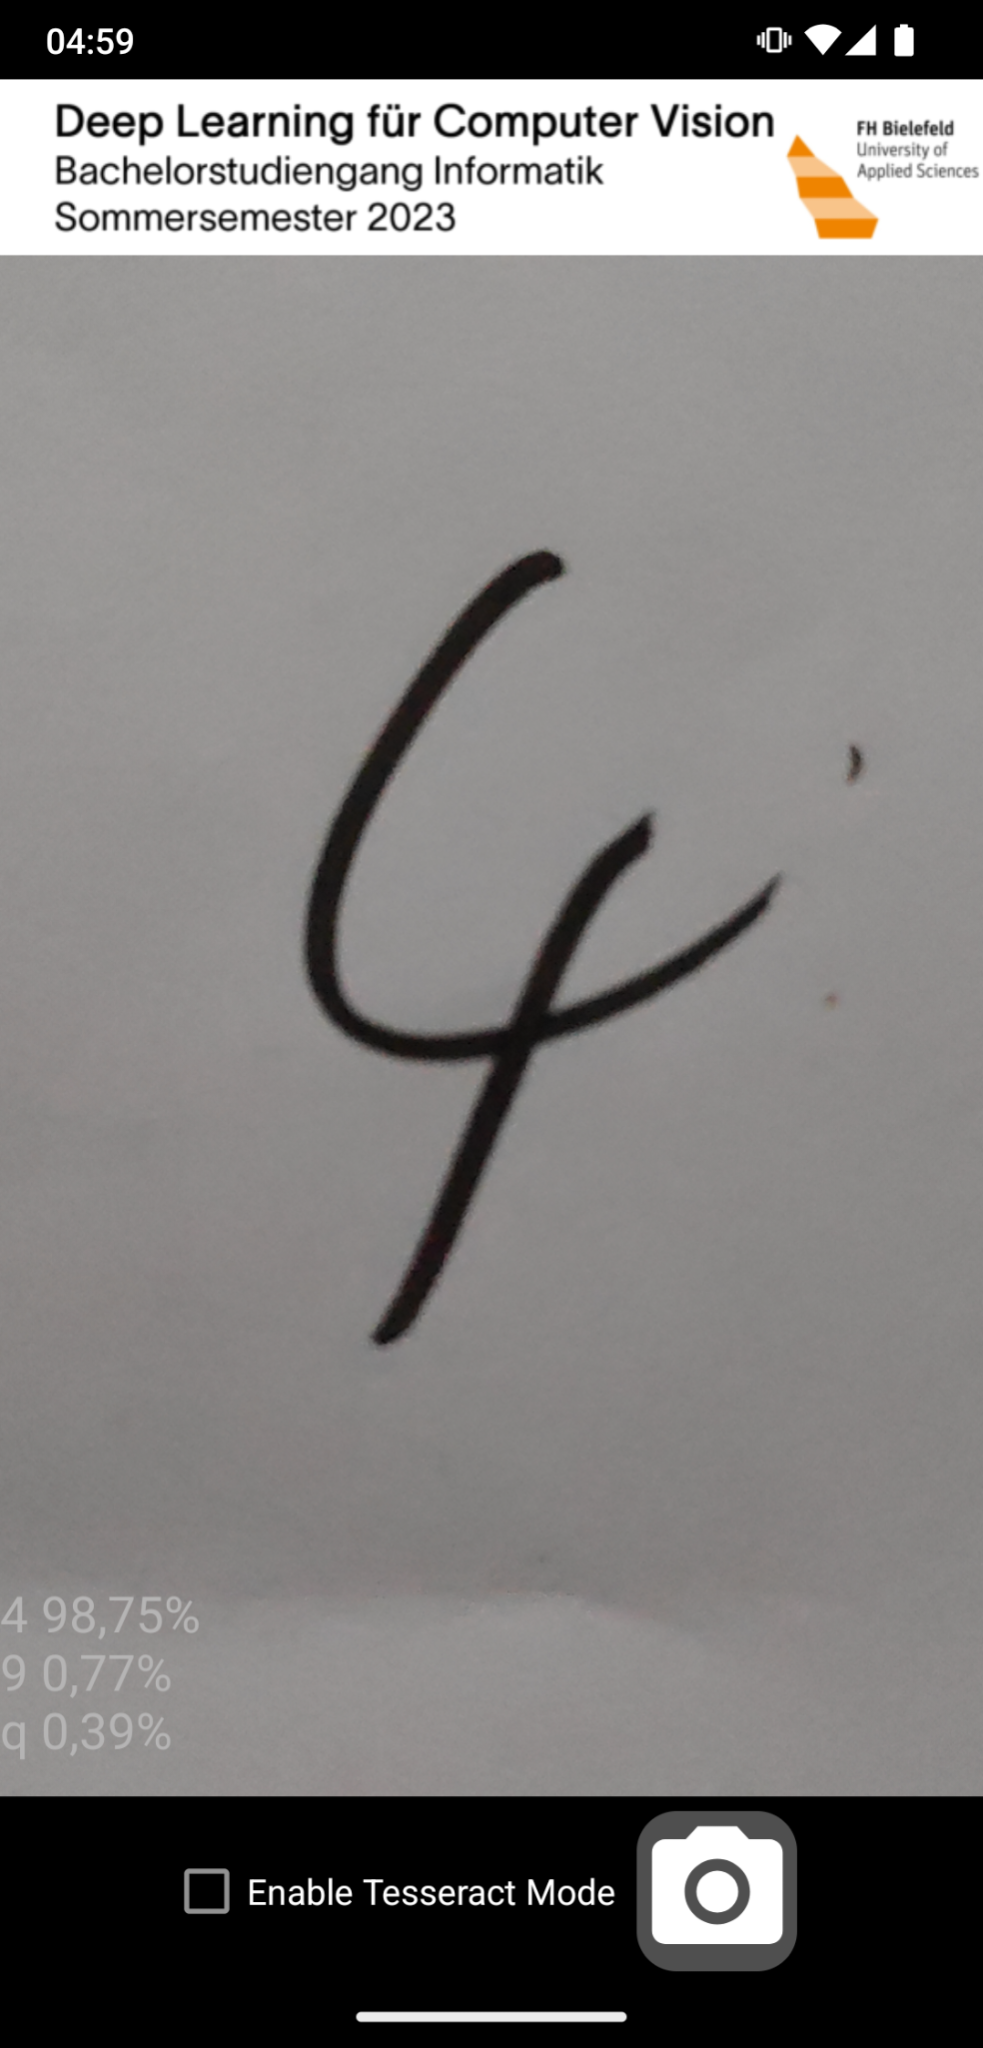 04:59
Deep Learning für Computer Vision
Bachelorstudiengang Informatik
Sommersemester 2023
FH Bielefeld
University of
Applied Sciences
4
4 98,75%
9 0,77%
q 0,39%
Enable Tesseract Mode